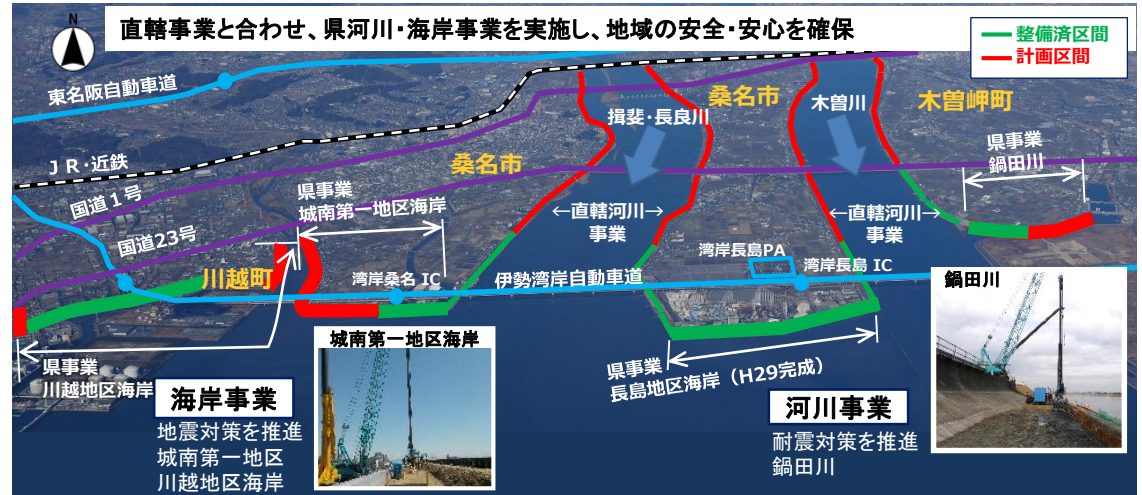 直轄事業と合わせ、県河川・海岸事業を実施し、地域の安全・安心を確保
N
整備済区間
計画区間
東名阪自動車道
桑名市
木曽川
木曽岬町
揖斐・長良川
県事業
鍋田川
JR・近鉄
桑名市
国道1号
県事業
城南第一地区海岸
国道23号
←直轄河川→
事業
←直轄河川→
事業
湾岸長島PA
川越町
湾岸桑名 IC
伊勢湾岸自動車道
湾岸長島 IC
鍋田川
城南第一地区海岸
県事業
川越地区海岸
県事業
長島地区海岸（H29完成）
海岸事業
地震対策を推進
城南第一地区
川越地区海岸
河川事業
耐震対策を推進
鍋田川